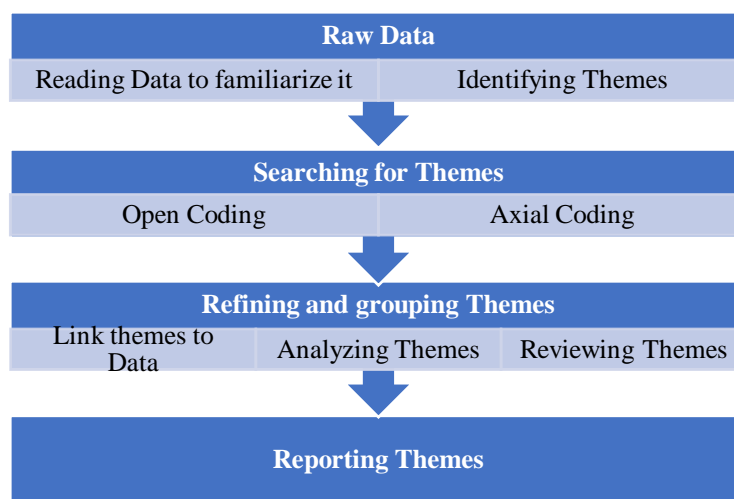 Raw Data
Reading Data to familiarize it
Identifying Themes
Searching for Themes
Open Coding
Axial Coding
Refining and grouping Themes
Link themes to
Data
Analyzing Themes
Reviewing Themes
Reporting Themes